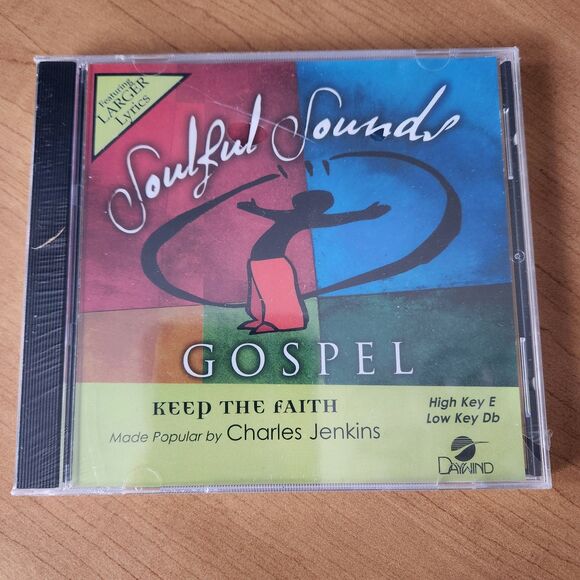 Featuring
LARGER
Lyrics
Soulful Sounds
GOSPEL
KEEP THE FAITH
Made Popular by Charles Jenkins
High Key E
Low Key Db
DAYWIND